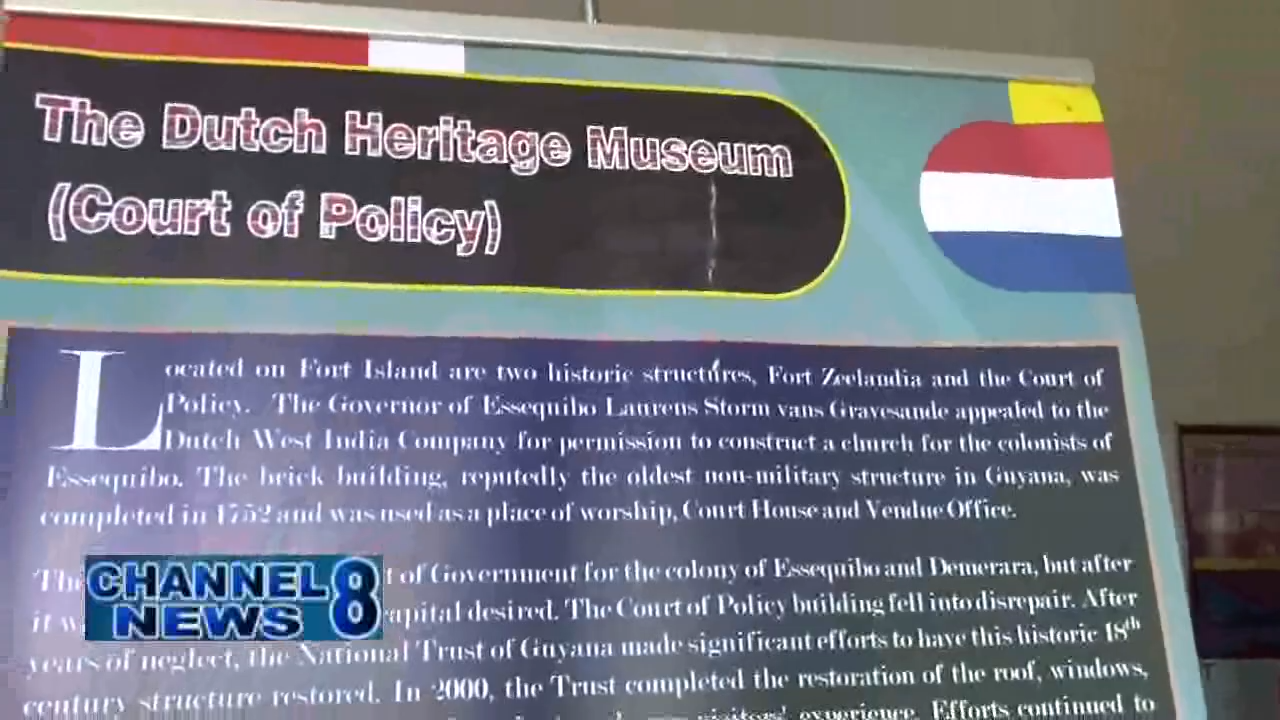 The Dutch Heritage Museum
(Court of Policy)
Located on Fort Island are two historic structures, Fort Zeelandia and the Court of
Policy. The Governor of Essequibo Laurens Storm vans Gravesande appealed to the
Dutch West India Company for permission to construct a church for the colonists of
Essequibo. The brick building, reputedly the oldest non-military structure in Guyana, was
completed in 1752 and was used as a place of worship, Court House and Vendue Office.
of Government for the colony of Essequibo and Demerara, but after
it desired. The Court of Policy building fell into disrepair. After
years of neglect, the National Trust of Guyana made significant efforts to have this historic 18th
century structure restored. In 2000, the Trust completed the restoration of the roof, windows,
visitors' experience. Efforts continued to
CHANNEL 8
NEWS